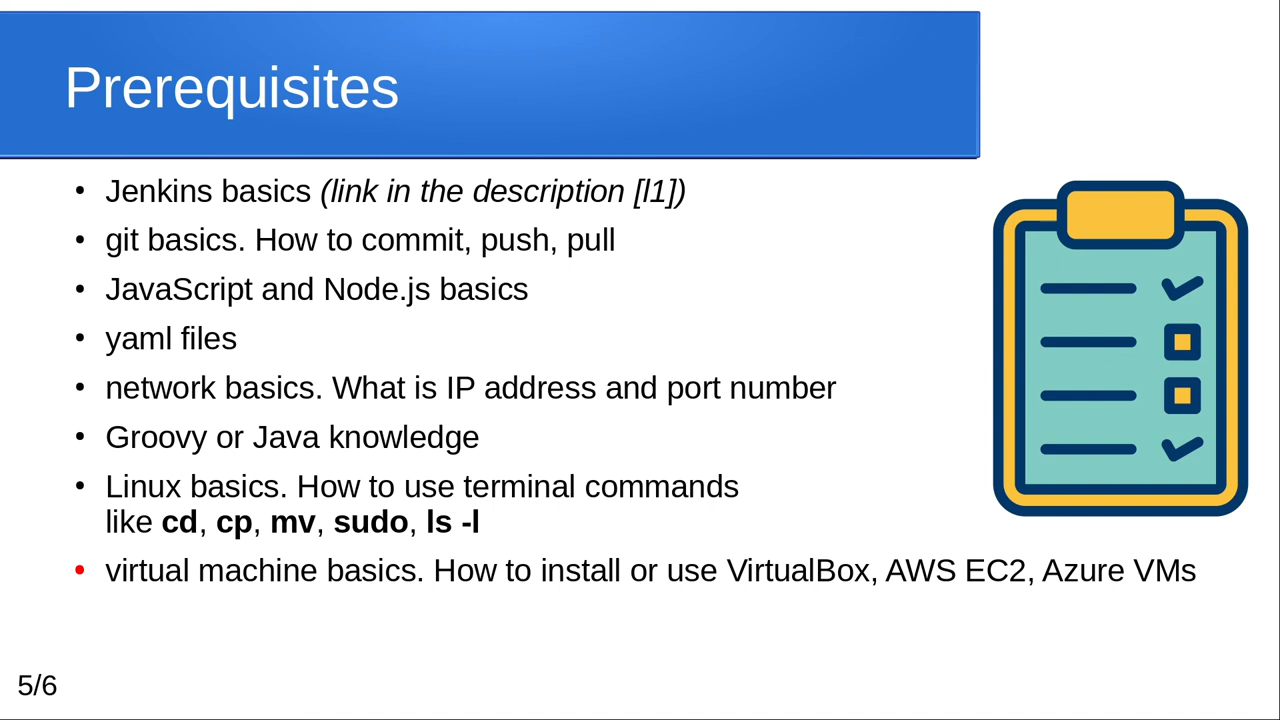 Prerequisites
• Jenkins basics (link in the description [l1])
• git basics. How to commit, push, pull
• JavaScript and Node.js basics
• yaml files
• network basics. What is IP address and port number
• Groovy or Java knowledge
• Linux basics. How to use terminal commands
like cd, cp, mv, sudo, ls -l
• virtual machine basics. How to install or use VirtualBox, AWS EC2, Azure VMs
5/6